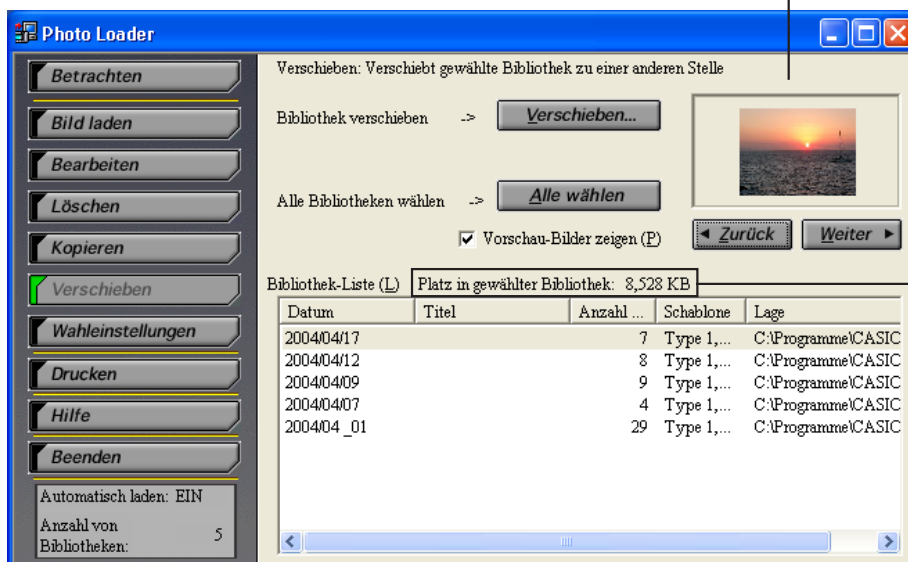 Photo Loader
Betrachten
Bild laden
Bearbeiten
Löschen
Kopieren
Verschieben
Wahleinstellungen
Drucken
Hilfe
Beenden
Automatisch laden: EIN
Anzahl von
Bibliotheken: 5
Verschieben: Verschiebt gewählte Bibliothek zu einer anderen Stelle
Bibliothek verschieben -> Verschieben...
Alle Bibliotheken wählen -> Alle wählen
Vorschau-Bilder zeigen (P)
Zurück Weiter
Bibliothek-Liste (L) Platz in gewählter Bibliothek: 8,528 KB
Datum Titel Anzahl ... Schablone Lage
2004/04/17 7 Type 1,... C:\Programme\CASIC
2004/04/12 8 Type 1,... C:\Programme\CASIC
2004/04/09 9 Type 1,... C:\Programme\CASIC
2004/04/07 4 Type 1,... C:\Programme\CASIC
2004/04 _01 29 Type 1,... C:\Programme\CASIC